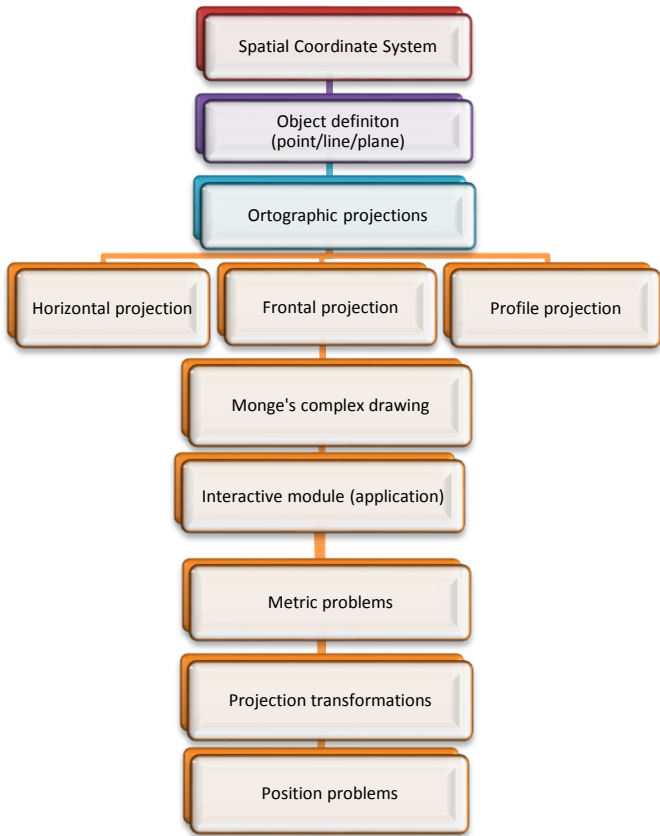 Spatial Coordinate System
Object definiton
(point/line/plane)
Ortographic projections
Horizontal projection
Frontal projection
Profile projection
Monge's complex drawing
Interactive module (application)
Metric problems
Projection transformations
Position problems